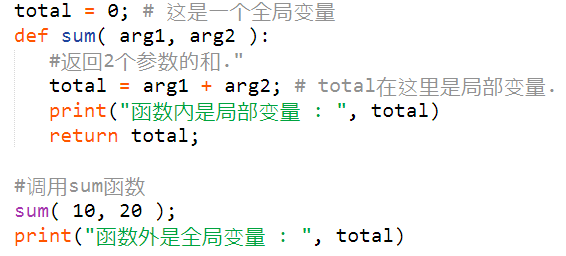 total = 0; # 这是一个全局变量
def sum( arg1, arg2 ):
   #返回2个参数的和."
   total = arg1 + arg2; # total在这里是局部变量.
   print("函数内是局部变量 : ", total)
   return total;

#调用sum函数
sum( 10, 20 );
print("函数外是全局变量 : ", total)